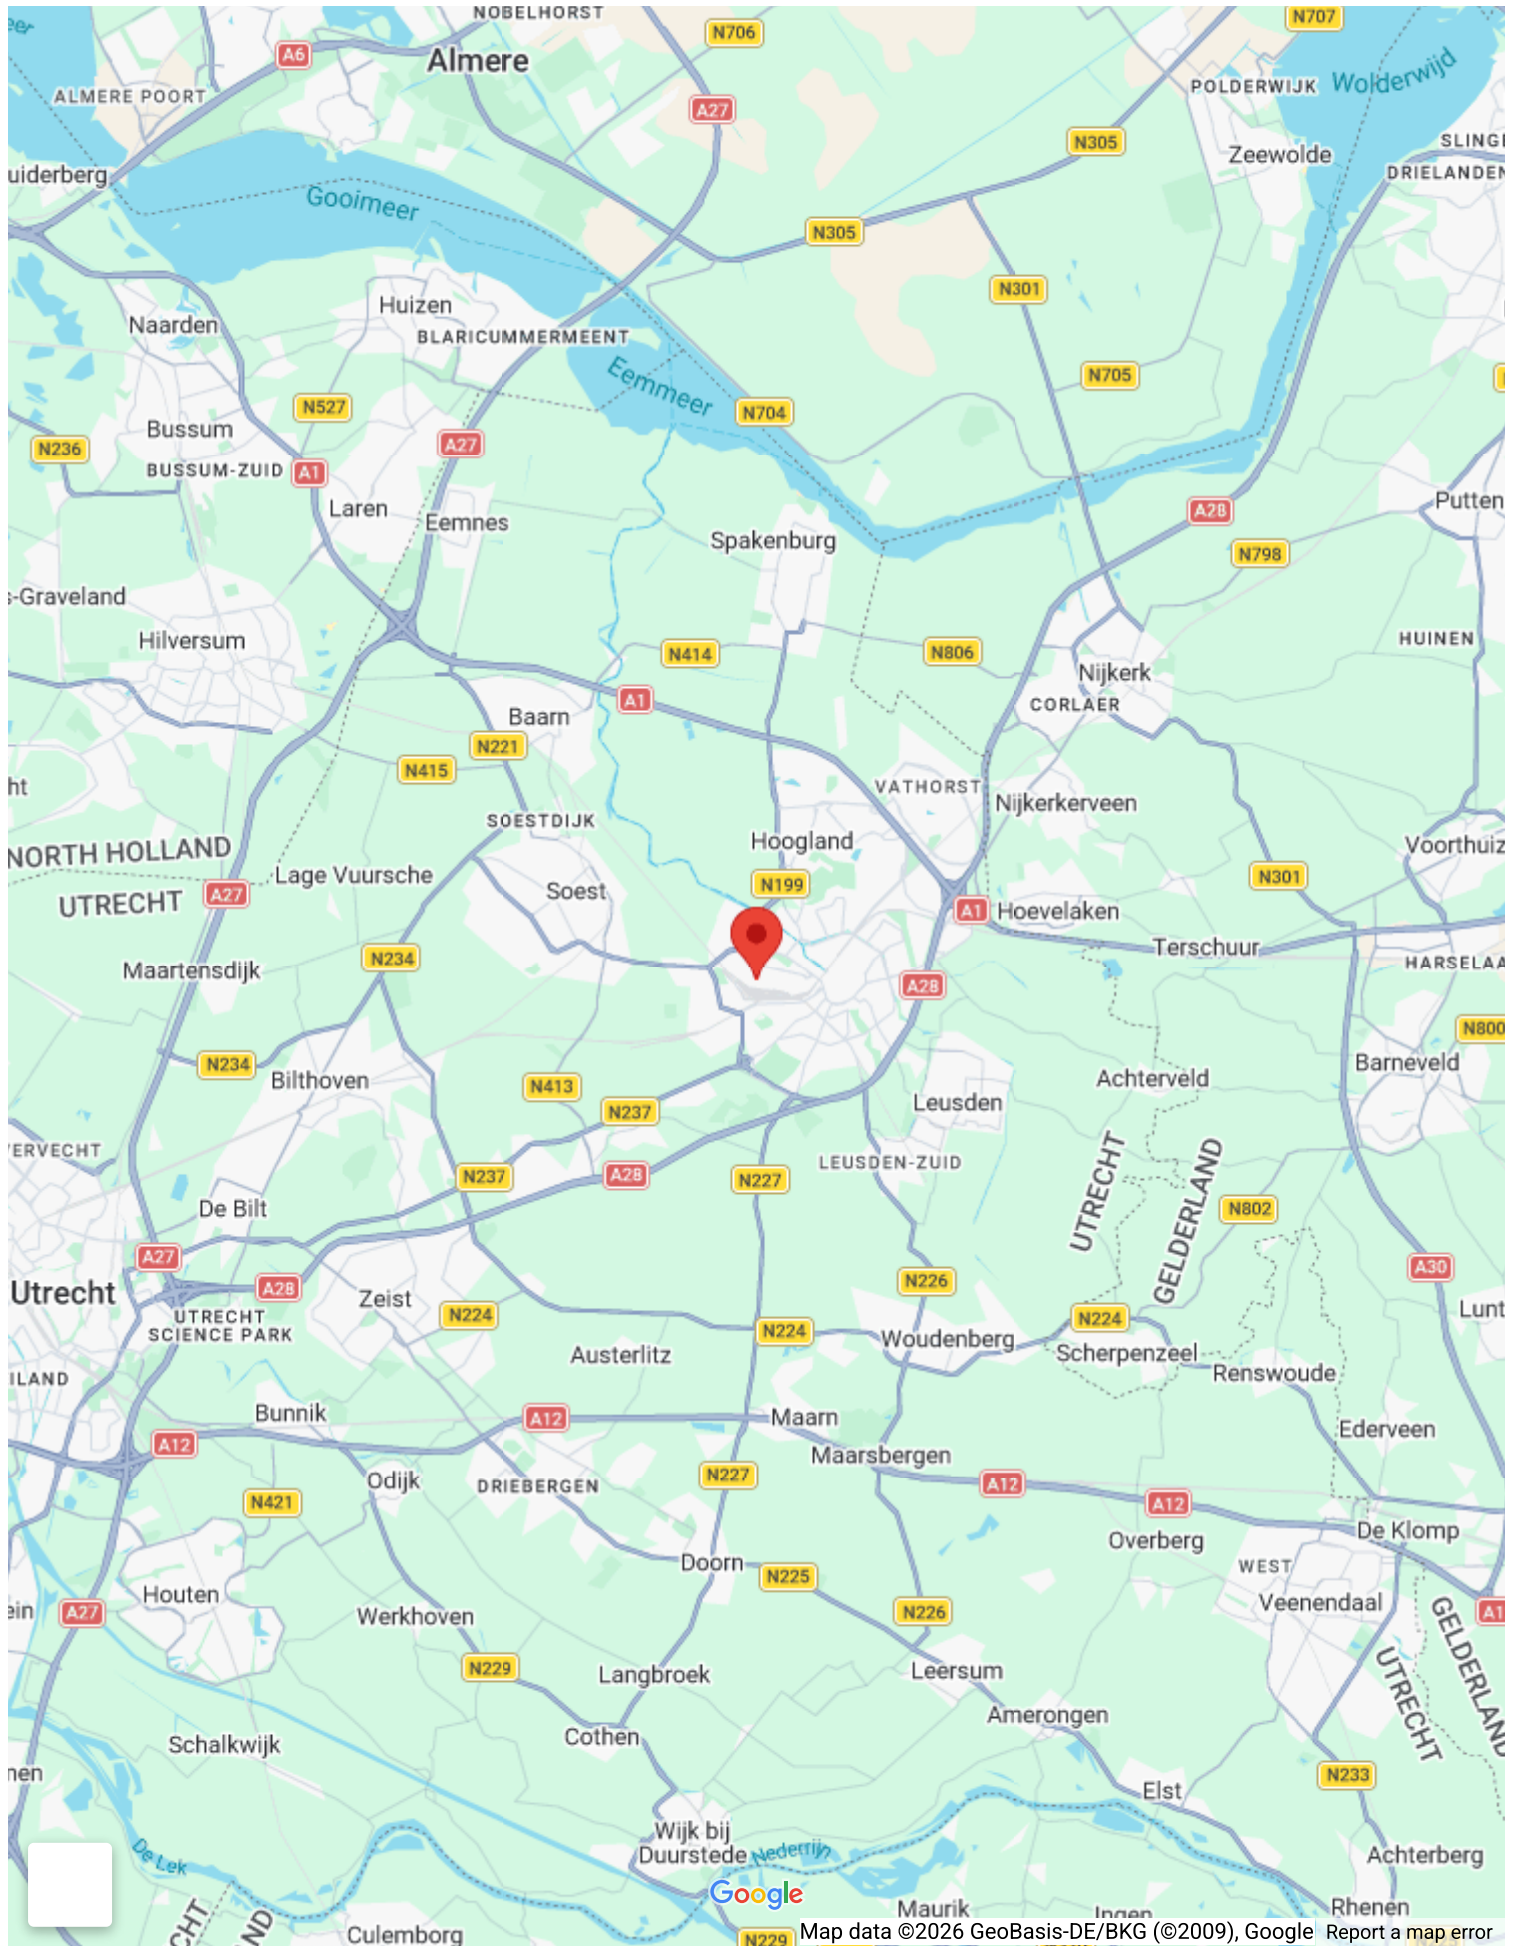 NOBELHORST
N707
N706
A6
Almere
ALMERE POORT
A27
POLDERWIJK
Wolderwijd
N305
Zeewolde
DRIELANDEN
uiderberg
Gooimeer
N305
N301
Huizen
Naarden
BLARICUMMERMEENT
Eemmeer
N705
N527
N704
Bussum
A27
N236
BUSSUM-ZUID
A1
Laren
Eemnes
Putten
A28
Spakenburg
N798
s-Graveland
Hilversum
HUINEN
N414
N806
Nijkerk
CORLAER
A1
Baarn
N221
N415
VATHORST
ht
Nijkerkerveen
SOESTDIJK
Hoogland
NORTH HOLLAND
Voorthuiz
Lage Vuursche
N199
N301
Soest
A27
UTRECHT
A1
Hoevelaken
Terschuur
N234
HARSELAA
Maartensdijk
A28
N800
N234
Barneveld
Bilthoven
N413
Achterveld
Leusden
N237
VERVECHT
LEUSDEN-ZUID
A28
N237
N227
UTRECHT
GELDERLAND
De Bilt
N802
A27
A30
N226
A28
Utrecht
Zeist
N224
Lunt
UTRECHT
SCIENCE PARK
N224
N224
Woudenberg
Austerlitz
Scherpenzeel
Renswoude
ILAND
Bunnik
A12
Maarn
Ederveen
A12
Maarsbergen
Odijk
DRIEBERGEN
N227
A12
N421
A12
De Klomp
Overberg
Doorn
WEST
N225
Houten
Veenendaal
ein
A27
Werkhoven
N226
A1
GELDERLAND
UTRECHT
N229
Langbroek
Leersum
Amerongen
Cothen
Schalkwijk
nen
N233
Elst
Wijk bij
Duurstede
De Lek
Nederrijn
Achterberg
Google
Maurik
Rhenen
Culemborg
N229
Map data ©2026 GeoBasis-DE/BKG (©2009), Google
Report a map error